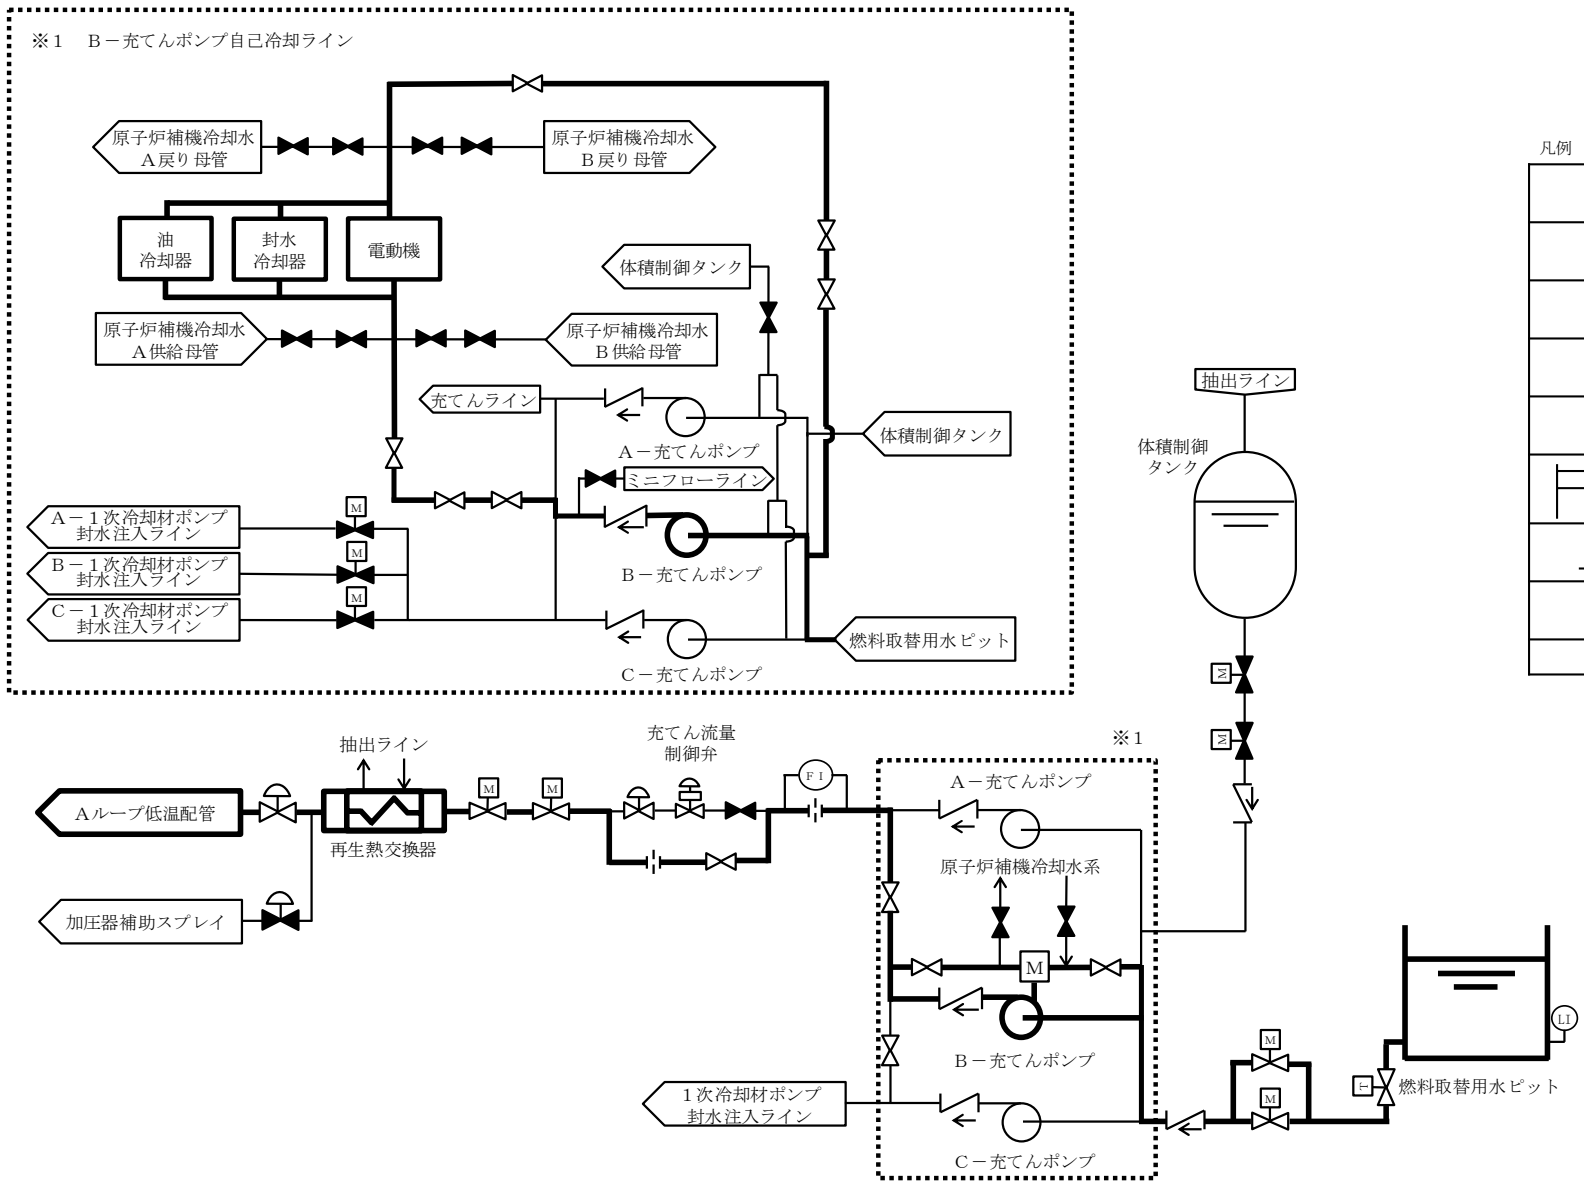 ※１　Ｂ－充てんポンプ自己冷却ライン
原子炉補機冷却水
Ａ戻り母管
原子炉補機冷却水
Ｂ戻り母管
油
冷却器
封水
冷却器
電動機
体積制御タンク
原子炉補機冷却水
Ａ供給母管
原子炉補機冷却水
Ｂ供給母管
充てんライン
Ａ－充てんポンプ
体積制御タンク
ミニフローライン
Ａ－１次冷却材ポンプ
封水注入ライン
M
Ｂ－１次冷却材ポンプ
封水注入ライン
M
Ｃ－１次冷却材ポンプ
封水注入ライン
M
Ｂ－充てんポンプ
燃料取替用水ピット
Ｃ－充てんポンプ
凡例
抽出ライン
体積制御
タンク
M
M
抽出ライン
充てん流量
制御弁
※１
Ａループ低温配管
再生熱交換器
M
M
ＦＩ
Ａ－充てんポンプ
原子炉補機冷却水系
加圧器補助スプレイ
M
Ｂ－充てんポンプ
１次冷却材ポンプ
封水注入ライン
Ｃ－充てんポンプ
M
M
T
LI
燃料取替用水ピット